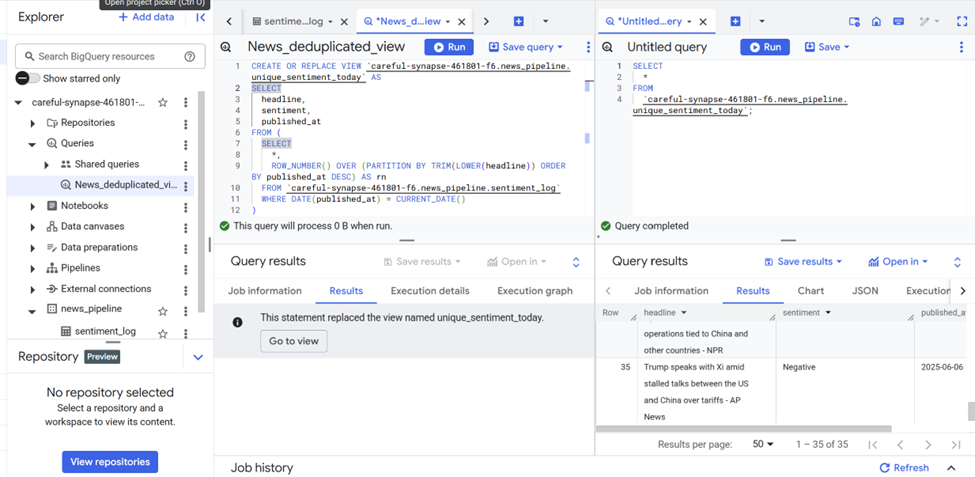 Explorer
+ Add data
Open project picker (Ctrl O)
Search BigQuery resources
Show starred only
careful-synapse-461801-...
Repositories
Queries
Shared queries
News_deduplicated_vi...
Notebooks
Data canvases
Data preparations
Pipelines
External connections
news_pipeline
sentiment_log
Repository Preview
No repository selected
Select a repository and a
workspace to view its content.
View repositories
sentime...log
*News_d...iew
News_deduplicated_view
Run
Save query
1 CREATE OR REPLACE VIEW `careful-synapse-461801-f6.news_pipeline.
unique_sentiment_today` AS
2 SELECT
3 headline,
4 sentiment,
5 published_at
6 FROM (
7 SELECT
8 *,
9 ROW_NUMBER() OVER (PARTITION BY TRIM(LOWER(headline)) ORDER
BY published_at DESC) AS rn
10 FROM `careful-synapse-461801-f6.news_pipeline.sentiment_log`
11 WHERE DATE(published_at) = CURRENT_DATE()
12 )
This query will process 0 B when run.
Query results
Save results
Open in
Job information
Results
Execution details
Execution graph
This statement replaced the view named unique_sentiment_today.
Go to view
*Untitled...ery
Untitled query
Run
Save
1 SELECT
2 *
3 FROM
4 `careful-synapse-461801-f6.news_pipeline.
unique_sentiment_today`;
Query completed
Query results
Save results
Open in
Job information
Results
Chart
JSON
Execution
Row headline sentiment published_a
operations tied to China and
other countries - NPR
35 Trump speaks with Xi amid Negative 2025-06-06
stalled talks between the US
and China over tariffs - AP
News
Results per page: 50 1 – 35 of 35
Job history
Refresh